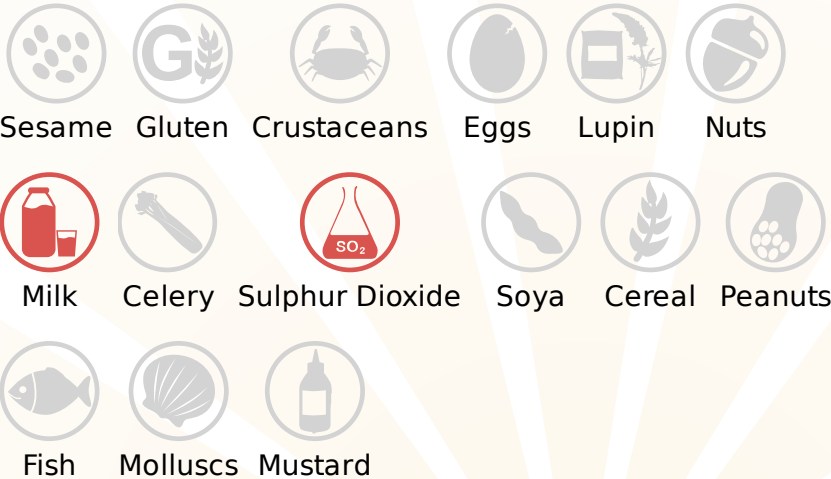 G
Sesame Gluten Crustaceans Eggs Lupin Nuts
SO₂
Milk Celery Sulphur Dioxide Soya Cereal Peanuts
Fish Molluscs Mustard